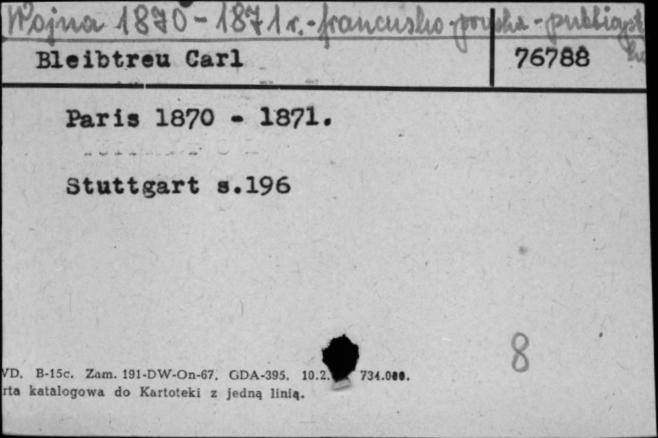 Wojna 1870-1871 r. - francusko pruska - publicyst
Bleibtreu Carl 76788
Paris 1870 - 1871.
Stuttgart s.196
8
VD. B-15c. Zam. 191-DW-On-67. GDA-395. 10.2. 734.000.
rta katalogowa do Kartoteki z jedną linią.